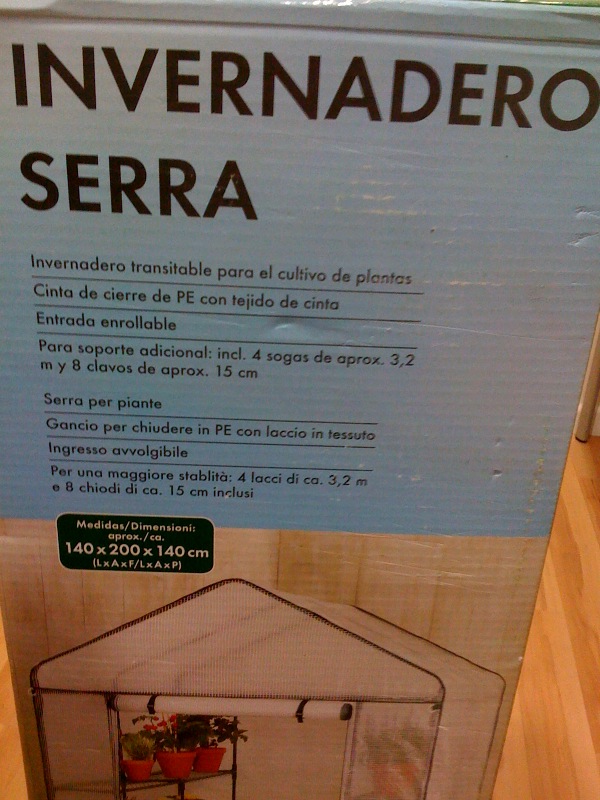 INVERNADERO
SERRA
Invernadero transitable para el cultivo de plantas
Cinta de cierre de PE con tejido de cinta
Entrada enrollable
Para soporte adicional: incl. 4 sogas de aprox. 3,2
m y 8 clavos de aprox. 15 cm
Serra per piante
Gancio per chiudere in PE con laccio in tessuto
Ingresso avvolgibile
Per una maggiore stablità: 4 lacci di ca. 3,2 m
e 8 chiodi di ca. 15 cm inclusi
Medidas/Dimensioni:
aprox./ca.
140 x 200 x 140 cm
(LxAxF/LxAxP)